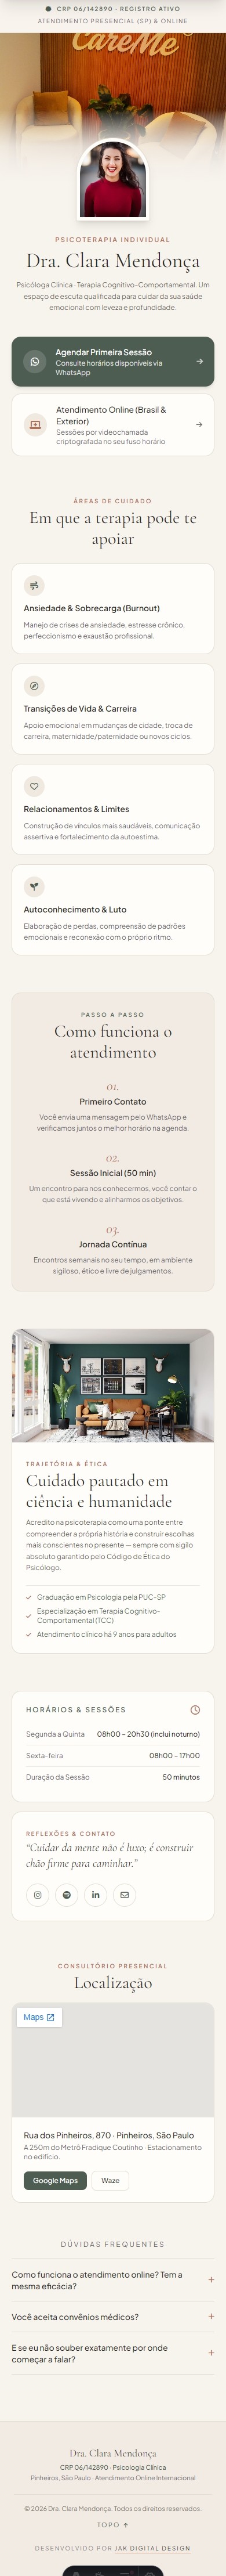 CRP 06/142890 · REGISTRO ATIVO
ATENDIMENTO PRESENCIAL (SP) & ONLINE
CareMe
PSICOTERAPIA INDIVIDUAL
Dra. Clara Mendonça
Psicóloga Clínica · Terapia Cognitivo-Comportamental. Um
espaço de escuta qualificada para cuidar da sua saúde
emocional com leveza e profundidade.
Agendar Primeira Sessão
Consulte horários disponíveis via
WhatsApp
Atendimento Online (Brasil &
Exterior)
Sessões por videochamada
criptografada no seu fuso horário
ÁREAS DE CUIDADO
Em que a terapia pode te
apoiar
Ansiedade & Sobrecarga (Burnout)
Manejo de crises de ansiedade, estresse crônico,
perfeccionismo e exaustão profissional.
Transições de Vida & Carreira
Apoio emocional em mudanças de cidade, troca de
carreira, maternidade/paternidade ou novos ciclos.
Relacionamentos & Limites
Construção de vínculos mais saudáveis, comunicação
assertiva e fortalecimento da autoestima.
Autoconhecimento & Luto
Elaboração de perdas, compreensão de padrões
emocionais e reconexão com o próprio ritmo.
PASSO A PASSO
Como funciona o
atendimento
01.
Primeiro Contato
Você envia uma mensagem pelo WhatsApp e
verificamos juntos o melhor horário na agenda.
02.
Sessão Inicial (50 min)
Um encontro para nos conhecermos, você contar o
que está vivendo e alinharmos os objetivos.
03.
Jornada Contínua
Encontros semanais no seu tempo, em ambiente
sigiloso, ético e livre de julgamentos.
TRAJETÓRIA & ÉTICA
Cuidado pautado em
ciência e humanidade
Acredito na psicoterapia como uma ponte entre
compreender a própria história e construir escolhas
mais conscientes no presente — sempre com sigilo
absoluto garantido pelo Código de Ética do
Psicólogo.
Graduação em Psicologia pela PUC-SP
Especialização em Terapia Cognitivo-
Comportamental (TCC)
Atendimento clínico há 9 anos para adultos
HORÁRIOS & SESSÕES
Segunda a Quinta 08h00 – 20h30 (inclui noturno)
Sexta-feira 08h00 – 17h00
Duração da Sessão 50 minutos
REFLEXÕES & CONTATO
“Cuidar da mente não é luxo; é construir
chão firme para caminhar.”
CONSULTÓRIO PRESENCIAL
Localização
Maps
Rua dos Pinheiros, 870 · Pinheiros, São Paulo
A 250m do Metrô Fradique Coutinho · Estacionamento
no edifício.
Google Maps Waze
DÚVIDAS FREQUENTES
Como funciona o atendimento online? Tem a
mesma eficácia?
Você aceita convênios médicos?
E se eu não souber exatamente por onde
começar a falar?
Dra. Clara Mendonça
CRP 06/142890 · Psicologia Clínica
Pinheiros, São Paulo · Atendimento Online Internacional
© 2026 Dra. Clara Mendonça. Todos os direitos reservados.
TOPO ↑
DESENVOLVIDO POR JAK DIGITAL DESIGN